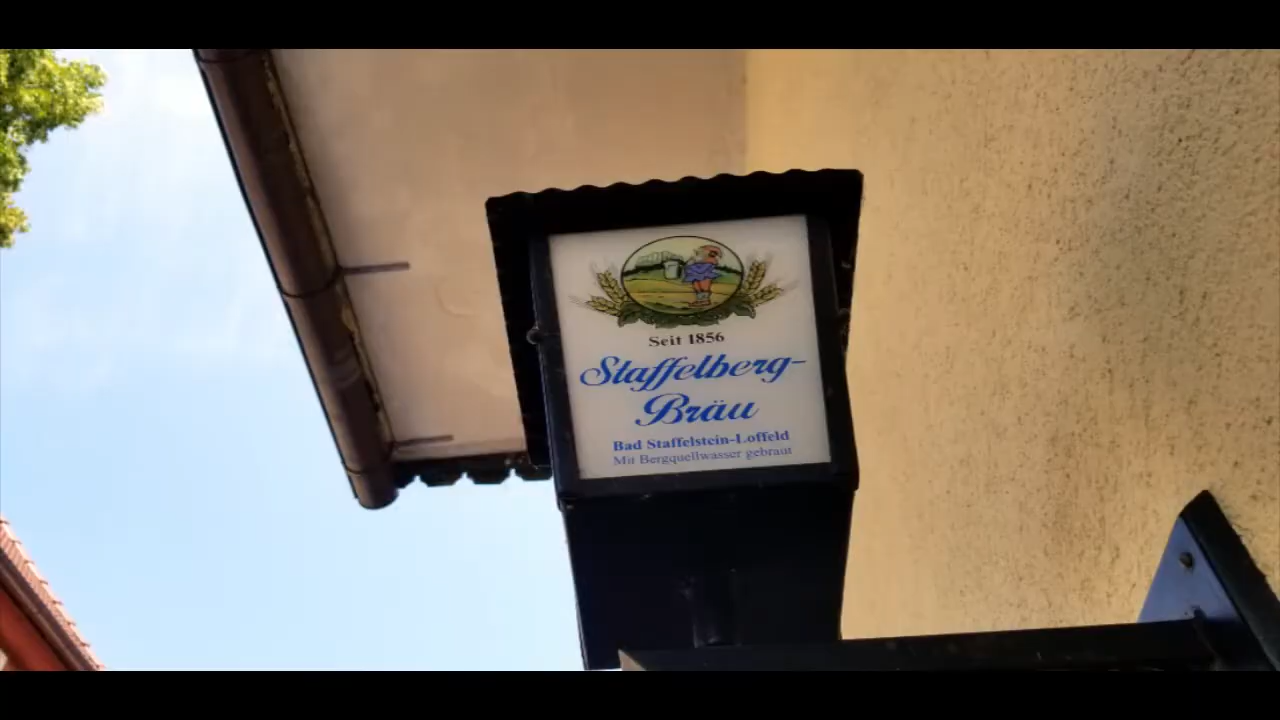 Seit 1856
Staffelberg-
Bräu
Bad Staffelstein-Loffeld
Mit Bergquellwasser gebraut